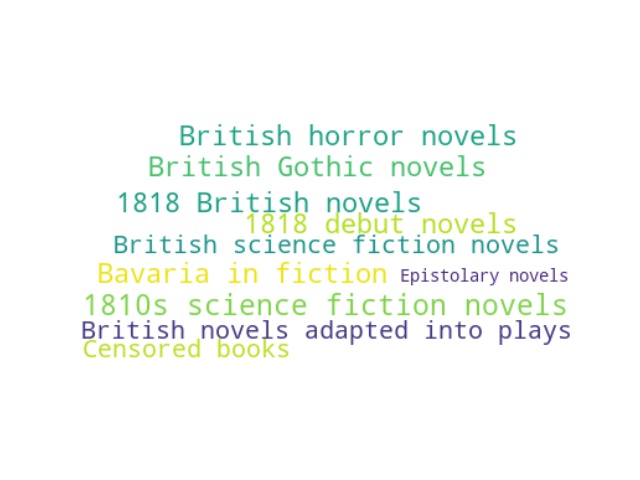 British horror novels
British Gothic novels
1818 British novels
1818 debut novels
British science fiction novels
Bavaria in fiction Epistolary novels
1810s science fiction novels
British novels adapted into plays
Censored books